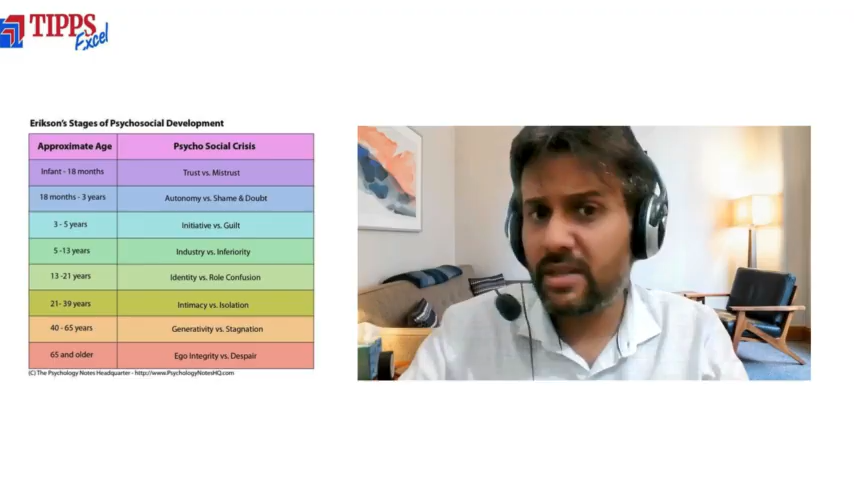 TIPPS
Excel
Erikson's Stages of Psychosocial Development
Approximate Age Psycho Social Crisis
Infant - 18 months Trust vs. Mistrust
18 months - 3 years Autonomy vs. Shame & Doubt
3 - 5 years Initiative vs. Guilt
5 -13 years Industry vs. Inferiority
13 -21 years Identity vs. Role Confusion
21- 39 years Intimacy vs. Isolation
40 - 65 years Generativity vs. Stagnation
65 and older Ego Integrity vs. Despair
(C) The Psychology Notes Headquarter - http://www.PsychologyNotesHQ.com